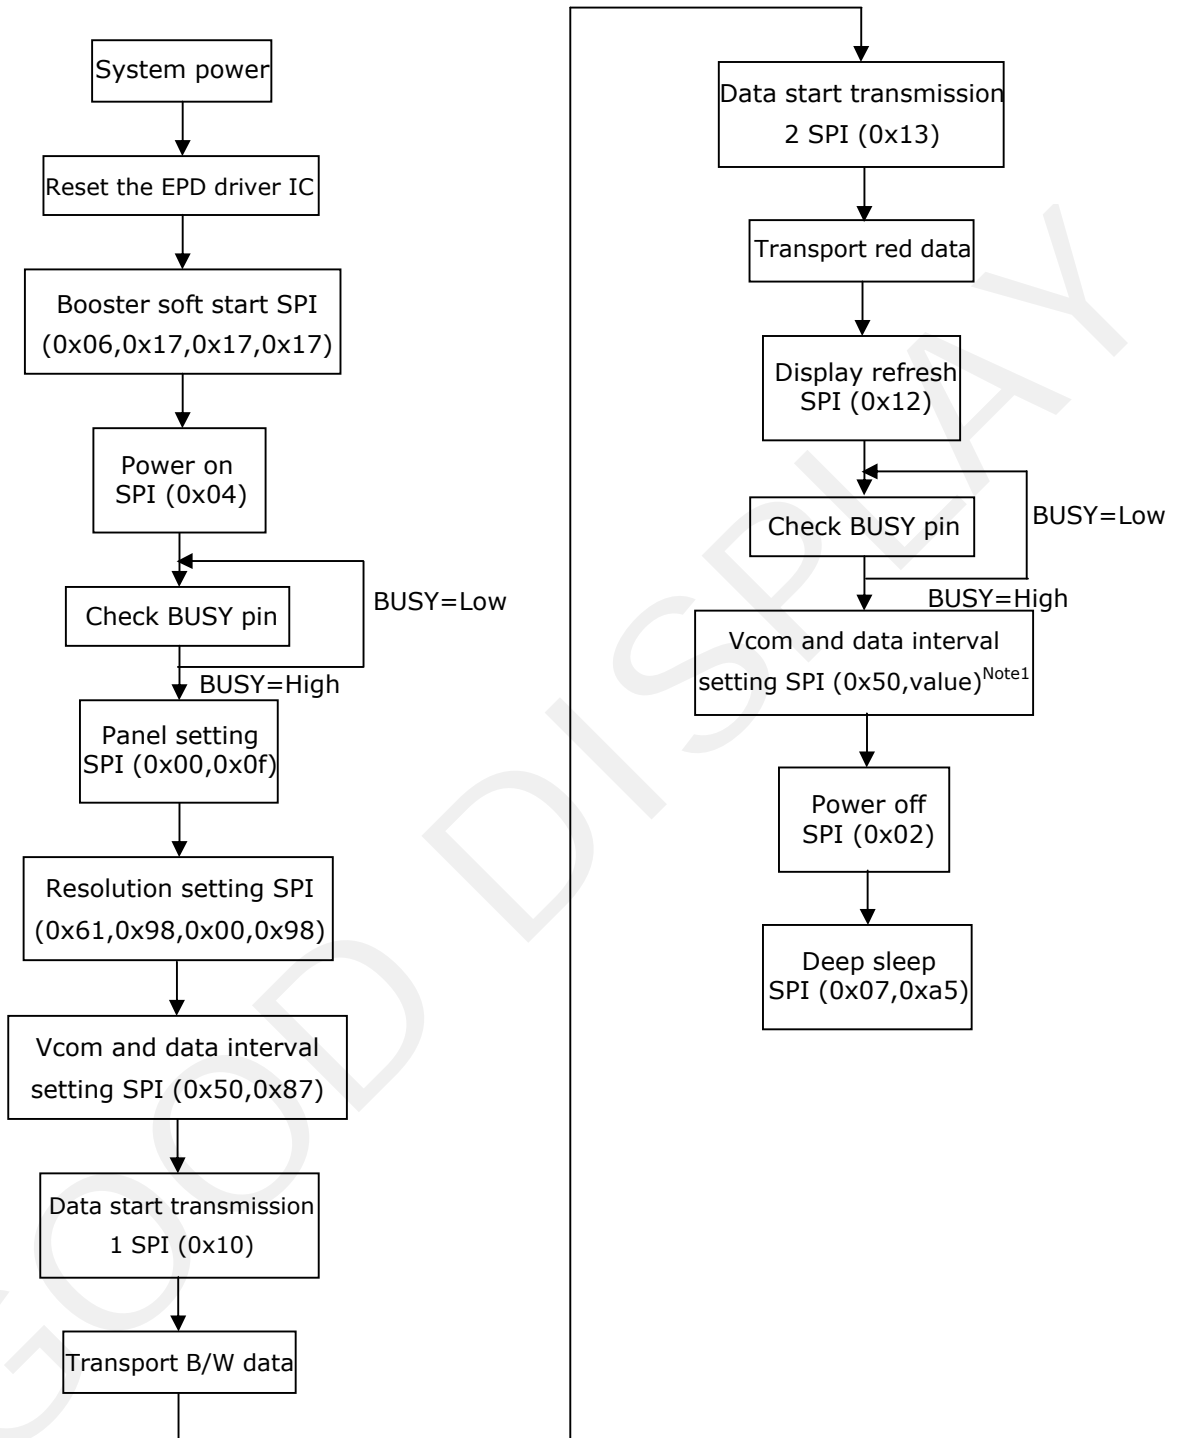 System power
Reset the EPD driver IC
Booster soft start SPI
(0x06,0x17,0x17,0x17)
Power on
SPI (0x04)
Check BUSY pin
BUSY=Low
BUSY=High
Panel setting
SPI (0x00,0x0f)
Resolution setting SPI
(0x61,0x98,0x00,0x98)
Vcom and data interval
setting SPI (0x50,0x87)
Data start transmission
1 SPI (0x10)
Transport B/W data
Data start transmission
2 SPI (0x13)
Transport red data
Display refresh
SPI (0x12)
Check BUSY pin
BUSY=Low
BUSY=High
Vcom and data interval
setting SPI (0x50,value)Note1
Power off
SPI (0x02)
Deep sleep
SPI (0x07,0xa5)
GOOD DISPLAY